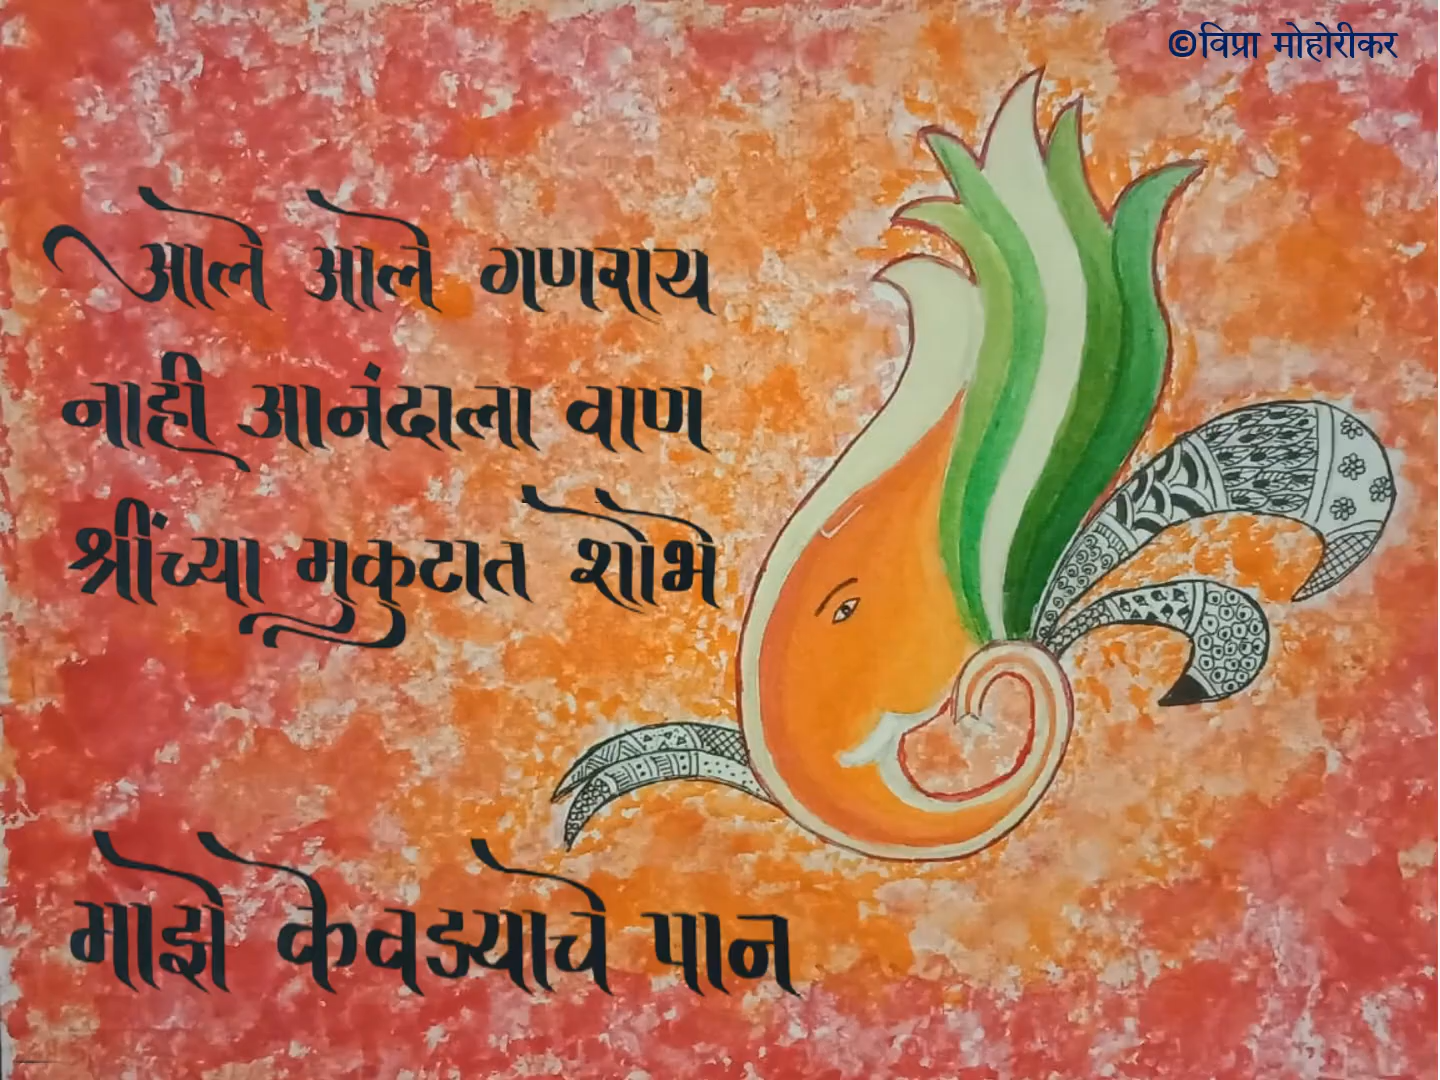 ©विप्रा मोहोरीकर
आले आले गणराय
नाही आनंदाला वाण
श्रींच्या मुकुटात शोभे
माझे केवड्याचे पान